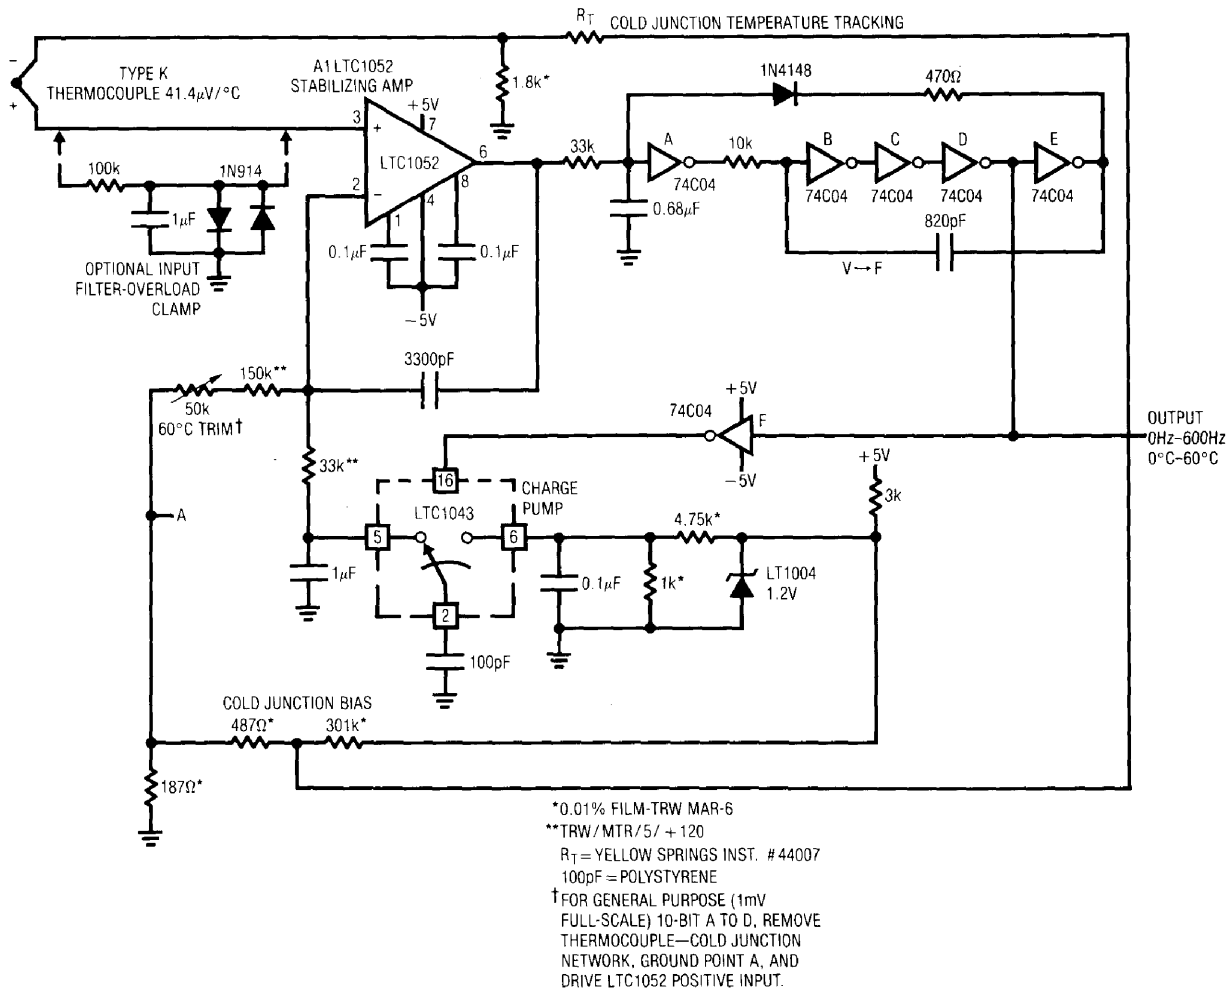 RT COLD JUNCTION TEMPERATURE TRACKING
−
+
TYPE K
THERMOCOUPLE 41.4µV/°C
A1 LTC1052
STABILIZING AMP
1.8k*
+5V
3
7
+
LTC1052
6
2
−
4
8
1
0.1µF
0.1µF
−5V
100k
1N914
1µF
OPTIONAL INPUT
FILTER-OVERLOAD
CLAMP
33k
0.68µF
1N4148
470Ω
A
74C04
10k
B
74C04
C
74C04
D
74C04
E
74C04
820pF
V→F
3300pF
150k**
50k
60°C TRIM†
33k**
A
+5V
74C04
F
−5V
OUTPUT
0Hz–600Hz
0°C–60°C
+5V
3k
16
CHARGE
PUMP
LTC1043
5
6
2
1µF
100pF
4.75k*
0.1µF
1k*
LT1004
1.2V
COLD JUNCTION BIAS
487Ω*
301k*
187Ω*
*0.01% FILM-TRW MAR-6
**TRW/MTR/5/+120
RT = YELLOW SPRINGS INST. #44007
100pF = POLYSTYRENE
†FOR GENERAL PURPOSE (1mV
FULL-SCALE) 10-BIT A TO D, REMOVE
THERMOCOUPLE—COLD JUNCTION
NETWORK, GROUND POINT A, AND
DRIVE LTC1052 POSITIVE INPUT.